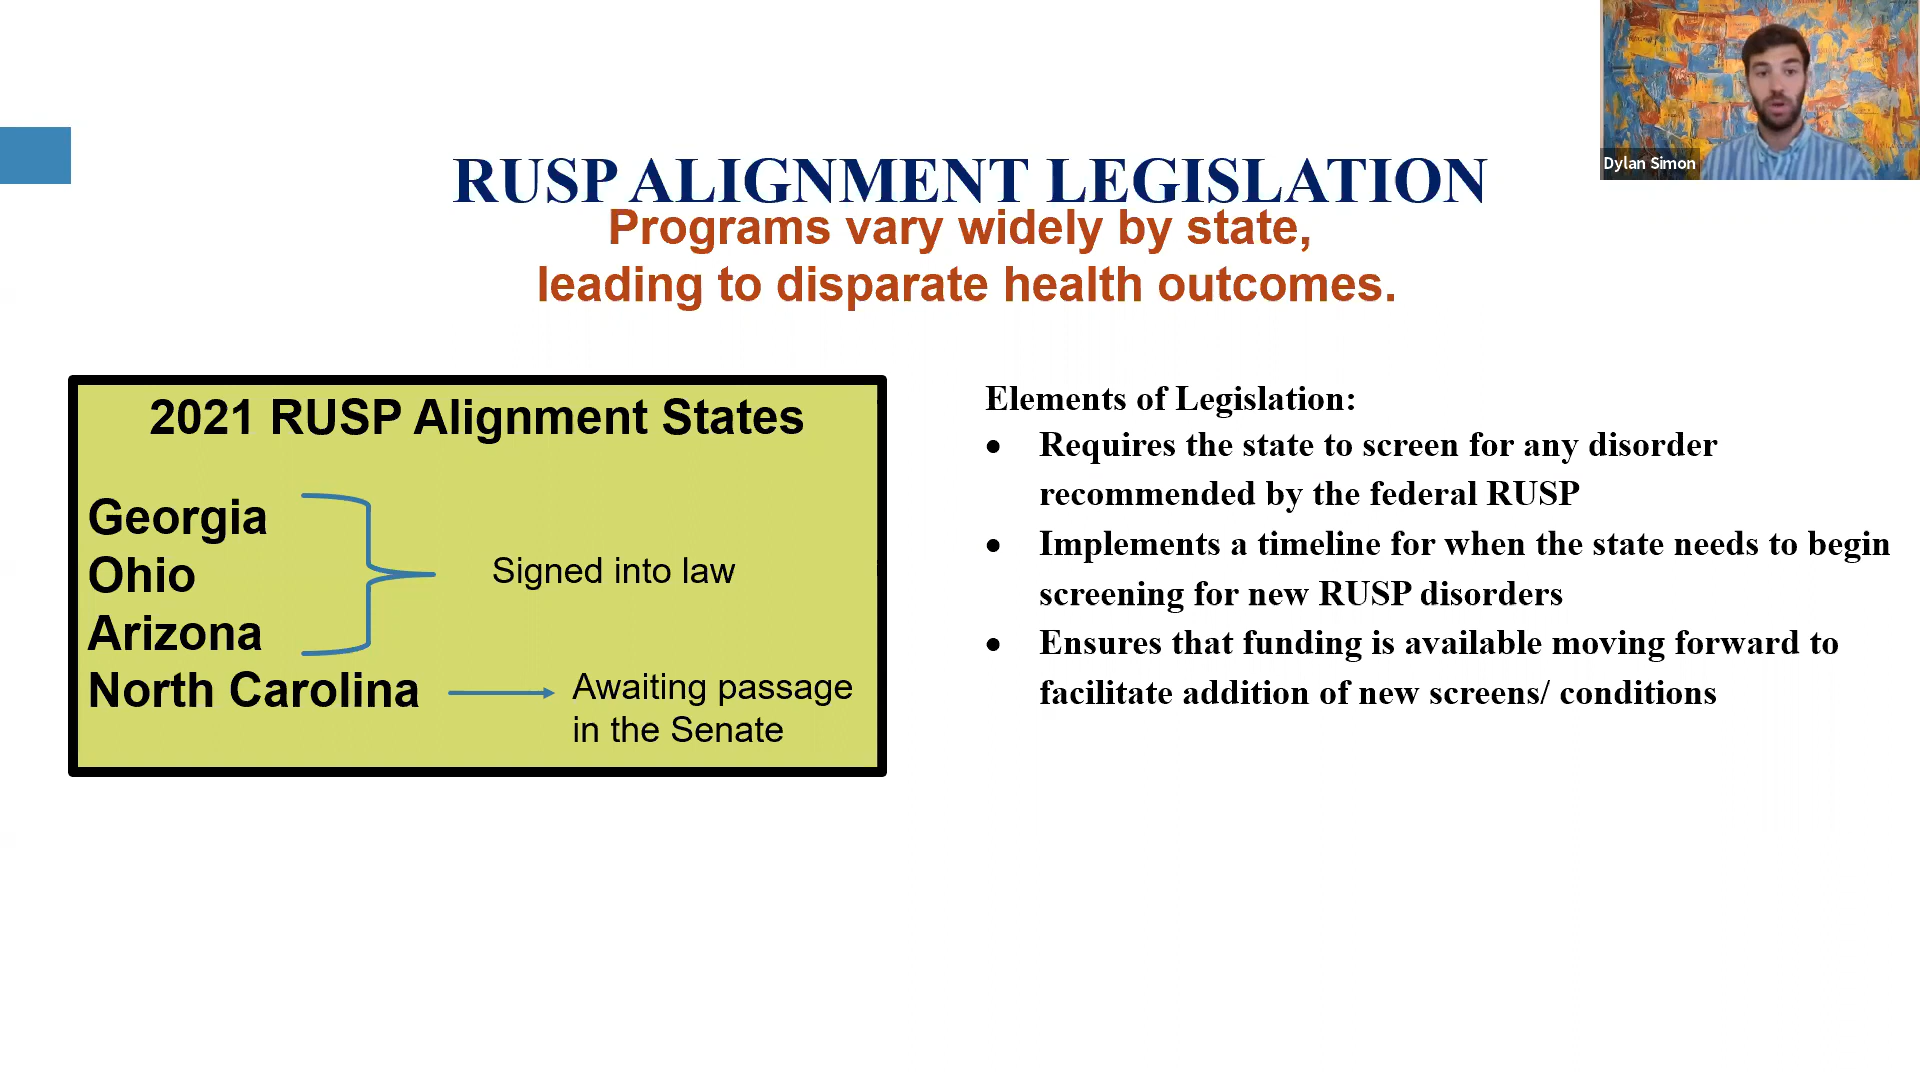 Dylan Simon
RUSP ALIGNMENT LEGISLATION
Programs vary widely by state,
leading to disparate health outcomes.
2021 RUSP Alignment States
Georgia
Ohio
Arizona
Signed into law
North Carolina
Awaiting passage
in the Senate
Elements of Legislation:
• Requires the state to screen for any disorder
recommended by the federal RUSP
• Implements a timeline for when the state needs to begin
screening for new RUSP disorders
• Ensures that funding is available moving forward to
facilitate addition of new screens/ conditions